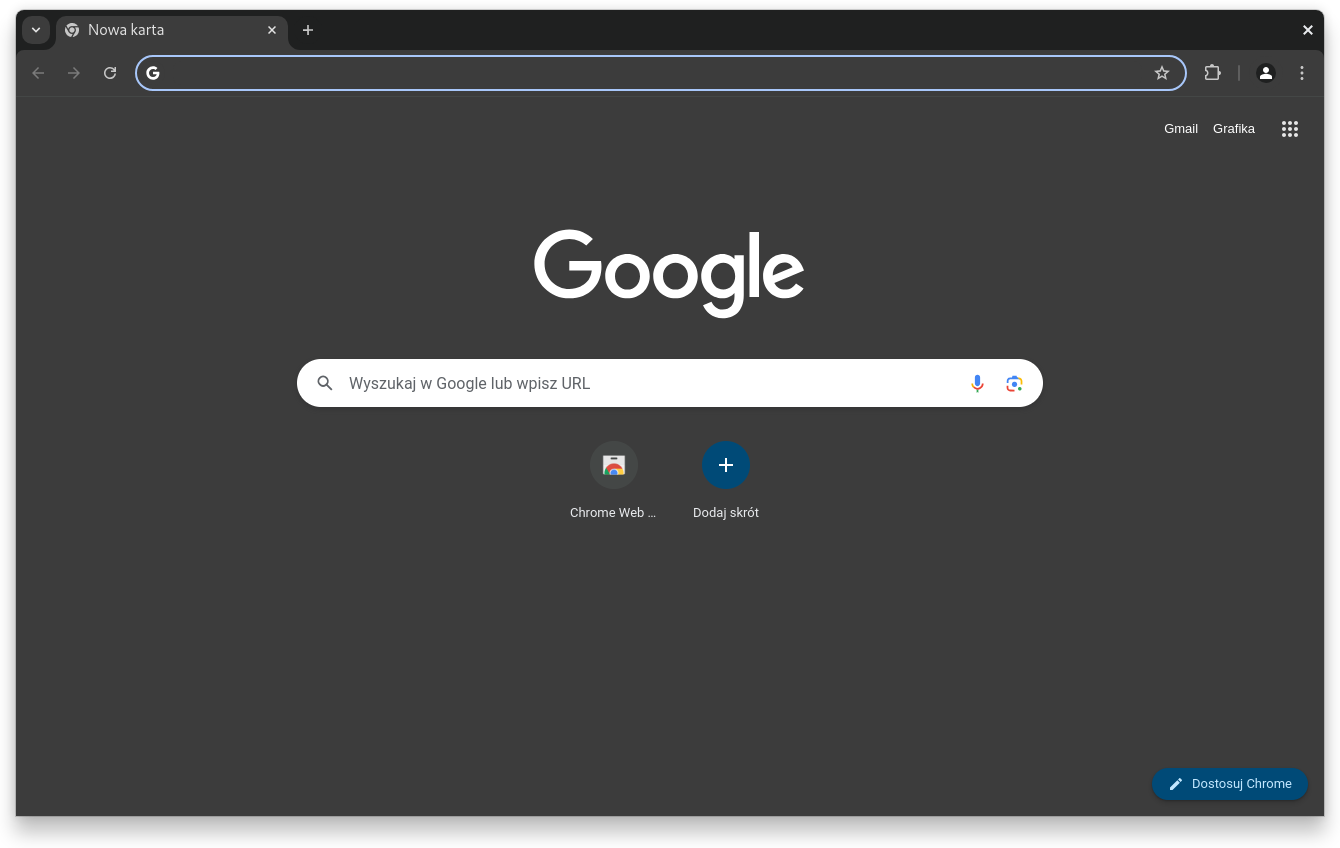 Nowa karta
Gmail Grafika
Google
Wyszukaj w Google lub wpisz URL
Chrome Web ... Dodaj skrót
Dostosuj Chrome